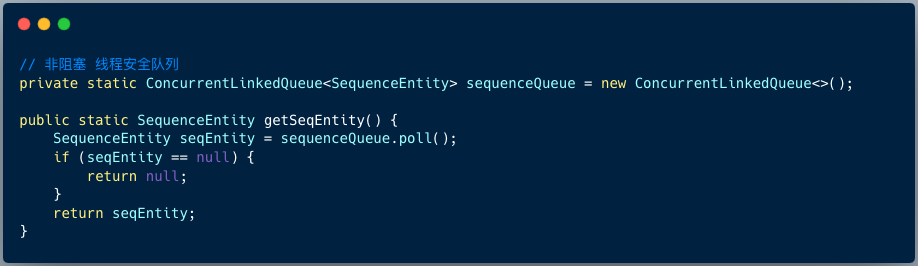 // 非阻塞 线程安全队列
private static ConcurrentLinkedQueue<SequenceEntity> sequenceQueue = new ConcurrentLinkedQueue<>();
public static SequenceEntity getSeqEntity() {
    SequenceEntity seqEntity = sequenceQueue.poll();
    if (seqEntity == null) {
        return null;
    }
    return seqEntity;
}